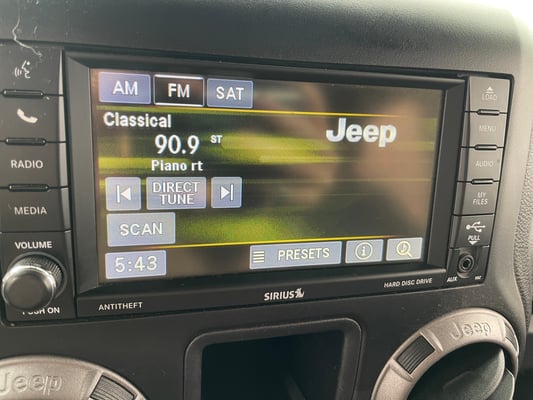 AM FM SAT
Classical
90.9 ST
Piano rt
Jeep
DIRECT
TUNE
SCAN
5:43
PRESETS
RADIO
MEDIA
VOLUME
PUSH ON
ANTITHEFT
SIRIUS
HARD DISC DRIVE
LOAD
MENU
AUDIO
MY
FILES
PULL
AUX
Jeep
Jeep